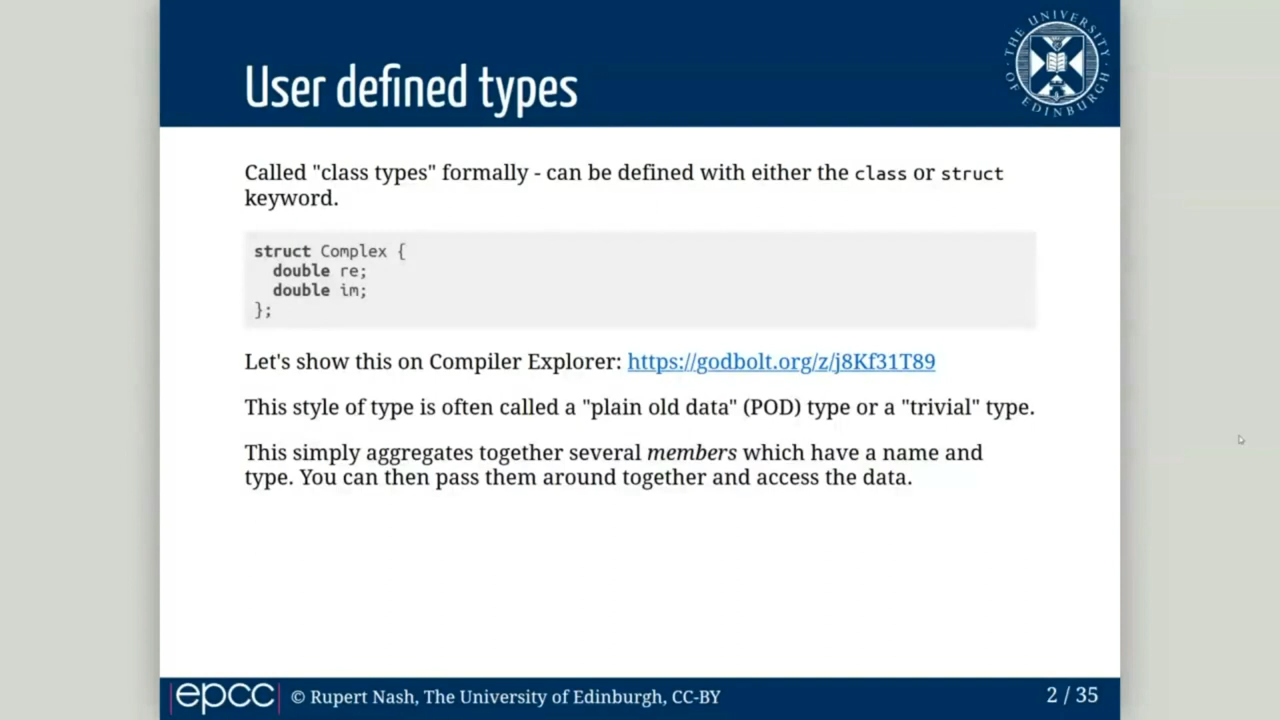 User defined types
THE UNIVERSITY OF EDINBURGH
Called "class types" formally - can be defined with either the class or struct
keyword.
struct Complex {
  double re;
  double im;
};
Let's show this on Compiler Explorer: https://godbolt.org/z/j8Kf31T89
This style of type is often called a "plain old data" (POD) type or a "trivial" type.
This simply aggregates together several members which have a name and
type. You can then pass them around together and access the data.
epcc © Rupert Nash, The University of Edinburgh, CC-BY 2 / 35